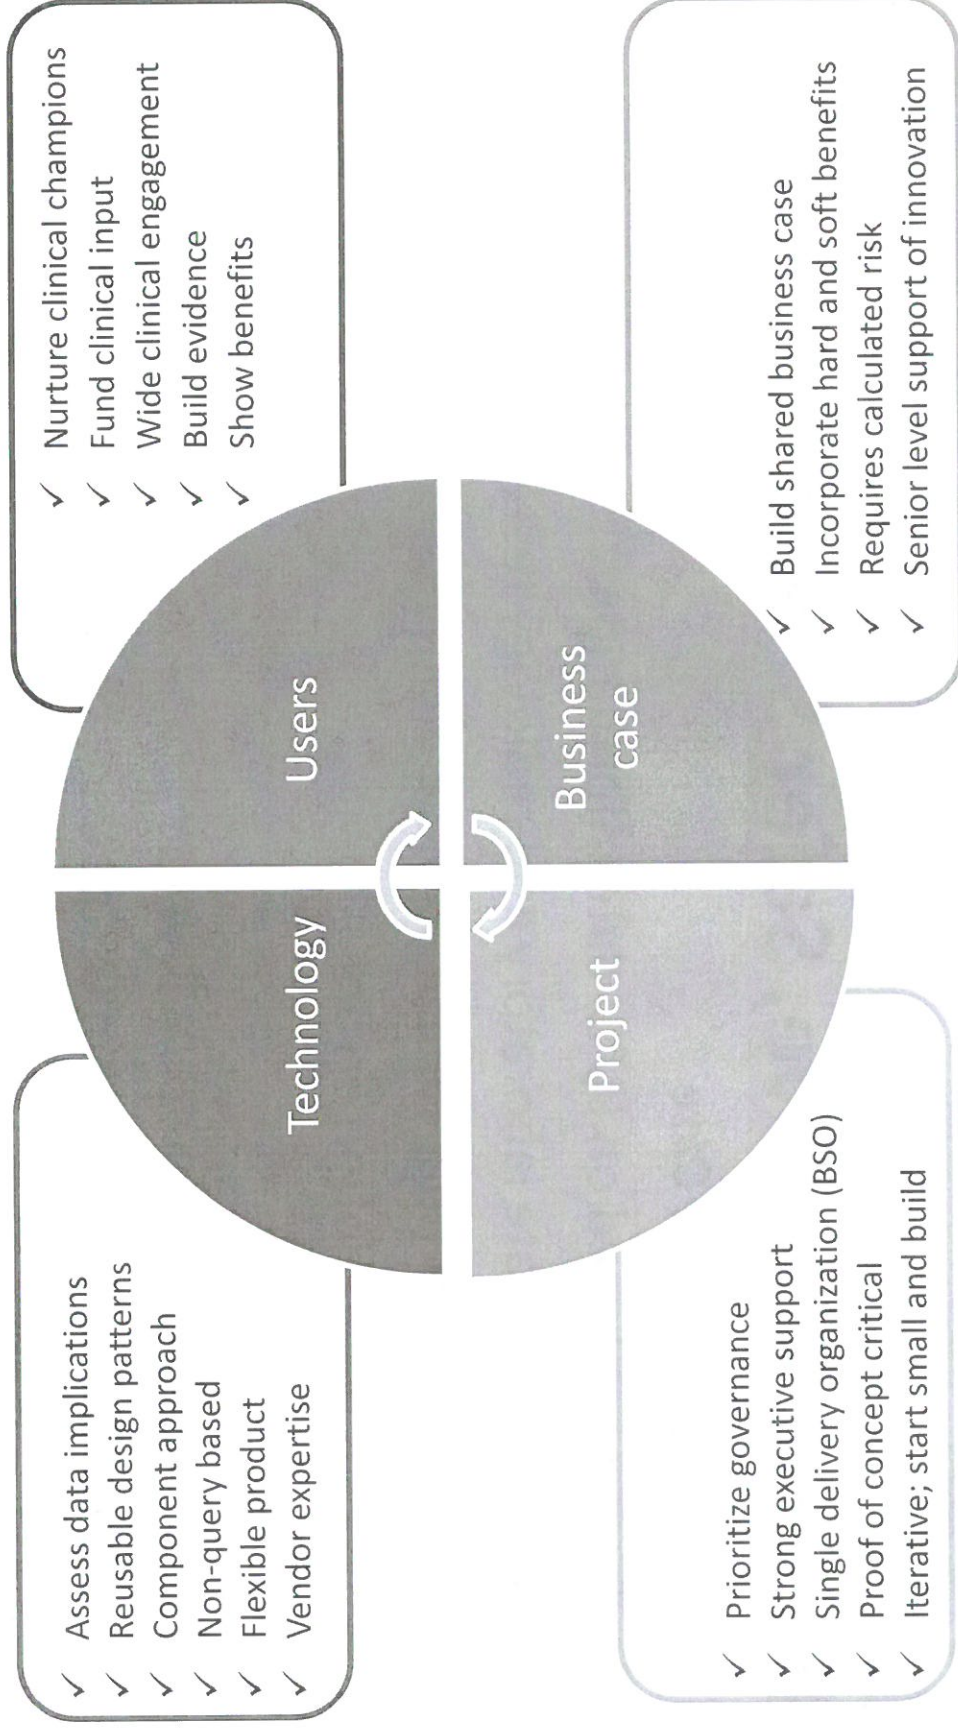 ✓ Assess data implications
✓ Reusable design patterns
✓ Component approach
✓ Non-query based
✓ Flexible product
✓ Vendor expertise
Technology
Users
✓ Nurture clinical champions
✓ Fund clinical input
✓ Wide clinical engagement
✓ Build evidence
✓ Show benefits
✓ Prioritize governance
✓ Strong executive support
✓ Single delivery organization (BSO)
✓ Proof of concept critical
✓ Iterative; start small and build
Project
Business
case
✓ Build shared business case
✓ Incorporate hard and soft benefits
✓ Requires calculated risk
✓ Senior level support of innovation